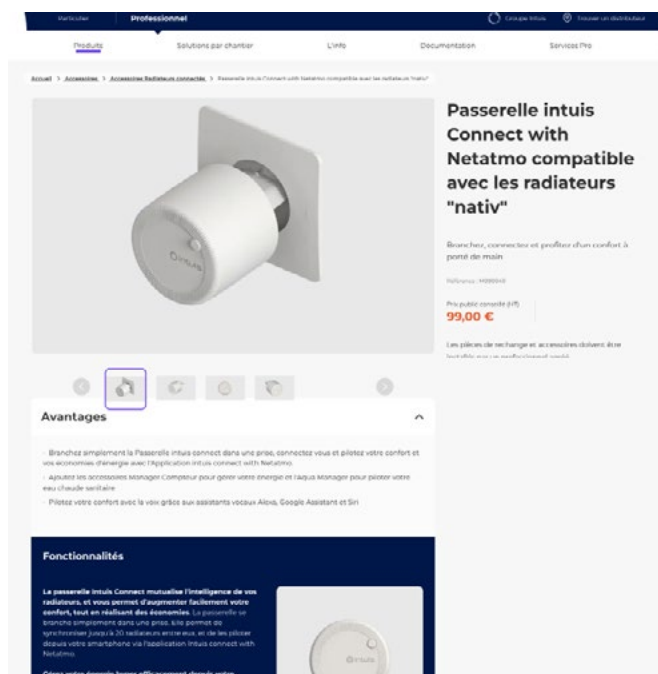 Particulier
Professionnel
Groupe Intuis
Trouver un distributeur
Produits
Solutions par chantier
L'info
Documentation
Services Pro
Accueil > Accessoires > Accessoires Radiateurs connectés > Passerelle intuis Connect with Netatmo compatible avec les radiateurs "nativ"
Passerelle intuis
Connect with
Netatmo compatible
avec les radiateurs
"nativ"
Branchez, connectez et profitez d'un confort à
porté de main
Prix public conseillé (HT)
99,00 €
Les pièces de rechange et accessoires doivent être
intuis
Avantages
- Branchez simplement la Passerelle intuis connect dans une prise, connectez vous et pilotez votre confort et
vos économies d'énergie avec l'Application intuis connect with Netatmo.
- Ajoutez les accessoires Manager Compteur pour gérer votre énergie et l'Aqua Manager pour piloter votre
eau chaude sanitaire
- Pilotez votre confort avec la voix grâce aux assistants vocaux Alexa, Google Assistant et Siri
Fonctionnalités
La passerelle Intuis Connect mutualise l'intelligence de vos
radiateurs, et vous permet d'augmenter facilement votre
confort, tout en réalisant des économies. La passerelle se
branche simplement dans une prise. Elle permet de
synchroniser jusqu'à 20 radiateurs entre eux, et de les piloter
depuis votre smartphone via l'application Intuis connect with
Netatmo.
intuis